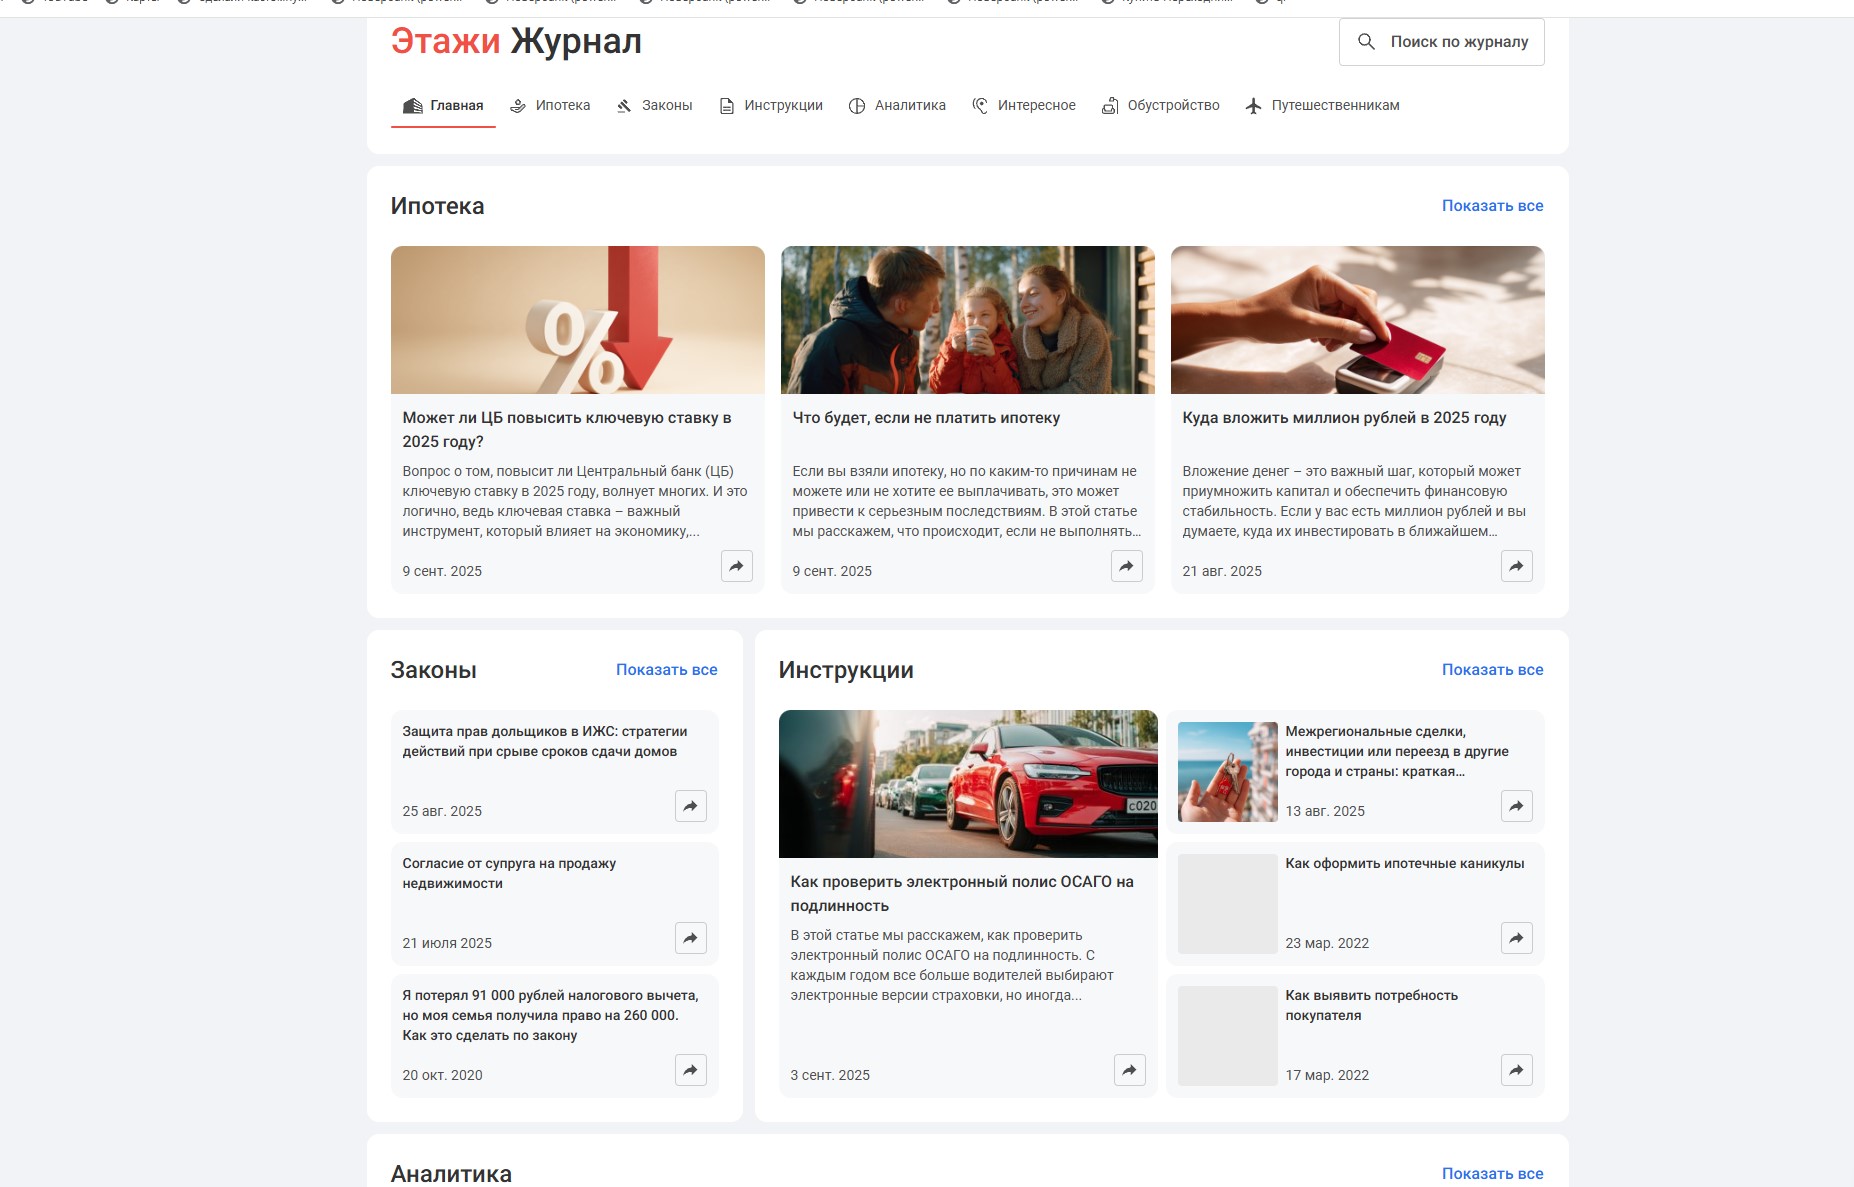 Этажи Журнал
Поиск по журналу
Главная
Ипотека
Законы
Инструкции
Аналитика
Интересное
Обустройство
Путешественникам
Ипотека
Показать все
Может ли ЦБ повысить ключевую ставку в
2025 году?
Вопрос о том, повысит ли Центральный банк (ЦБ)
ключевую ставку в 2025 году, волнует многих. И это
логично, ведь ключевая ставка – важный
инструмент, который влияет на экономику,...
9 сент. 2025
Что будет, если не платить ипотеку
Если вы взяли ипотеку, но по каким-то причинам не
можете или не хотите ее выплачивать, это может
привести к серьезным последствиям. В этой статье
мы расскажем, что происходит, если не выполнять...
9 сент. 2025
Куда вложить миллион рублей в 2025 году
Вложение денег – это важный шаг, который может
приумножить капитал и обеспечить финансовую
стабильность. Если у вас есть миллион рублей и вы
думаете, куда их инвестировать в ближайшем...
21 авг. 2025
Законы
Показать все
Защита прав дольщиков в ИЖС: стратегии
действий при срыве сроков сдачи домов
25 авг. 2025
Согласие от супруга на продажу
недвижимости
21 июля 2025
Я потерял 91 000 рублей налогового вычета,
но моя семья получила право на 260 000.
Как это сделать по закону
20 окт. 2020
Инструкции
Показать все
c020
Как проверить электронный полис ОСАГО на
подлинность
В этой статье мы расскажем, как проверить
электронный полис ОСАГО на подлинность. С
каждым годом все больше водителей выбирают
электронные версии страховки, но иногда...
3 сент. 2025
Межрегиональные сделки,
инвестиции или переезд в другие
города и страны: краткая...
13 авг. 2025
Как оформить ипотечные каникулы
23 мар. 2022
Как выявить потребность
покупателя
17 мар. 2022
Аналитика
Показать все